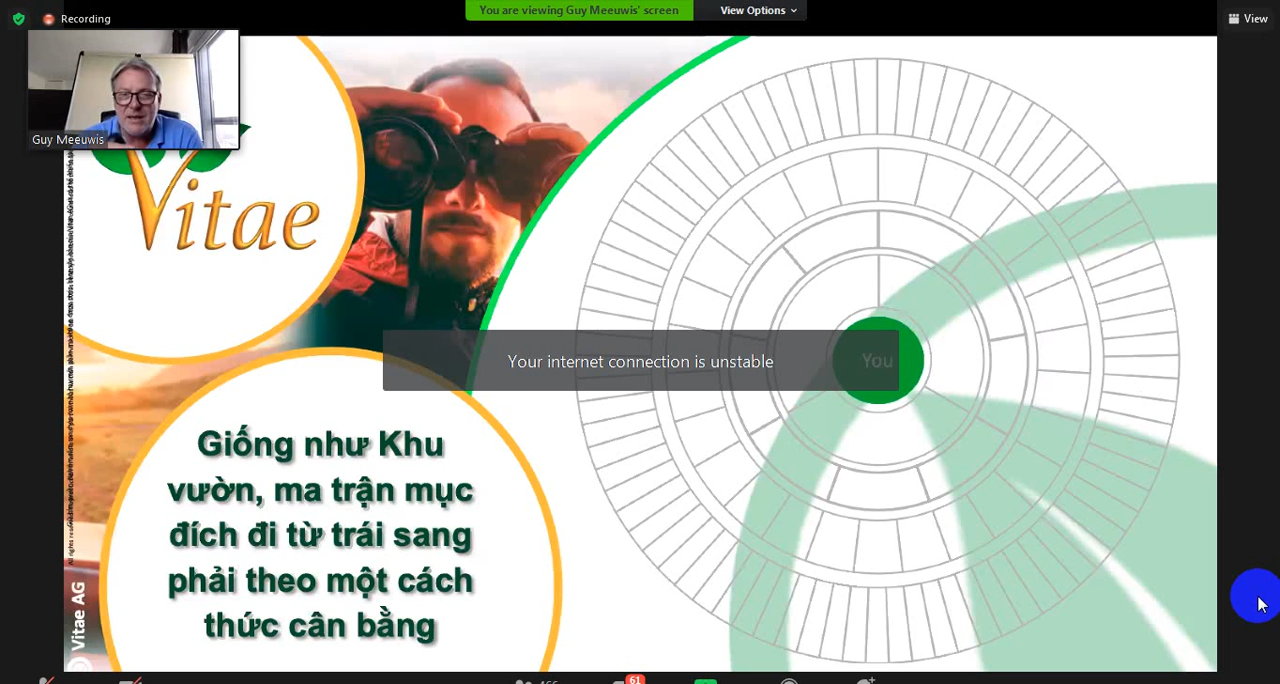 Recording
You are viewing Guy Meeuwis' screen
View Options
View
Guy Meeuwis
Vitae
Your internet connection is unstable
You
Giống như Khu
vườn, ma trận mục
đích đi từ trái sang
phải theo một cách
thức cân bằng
Vitae AG
61